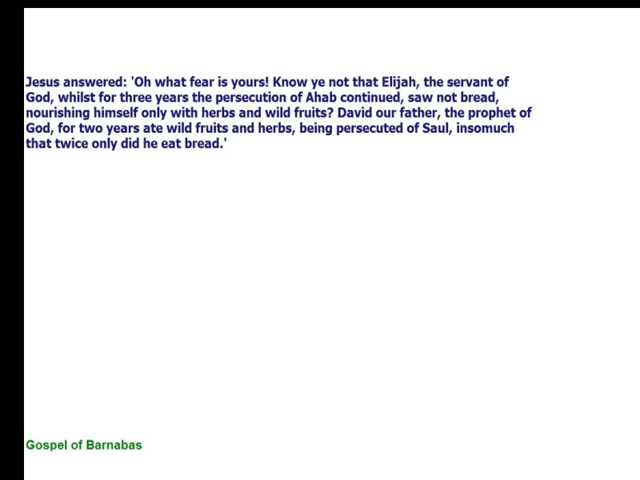 Jesus answered: 'Oh what fear is yours! Know ye not that Elijah, the servant of
God, whilst for three years the persecution of Ahab continued, saw not bread,
nourishing himself only with herbs and wild fruits? David our father, the prophet of
God, for two years ate wild fruits and herbs, being persecuted of Saul, insomuch
that twice only did he eat bread.'
Gospel of Barnabas